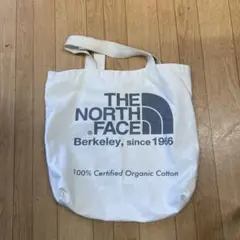 THE
NORTH
FACE
Berkeley, since 1966
100% Certified Organic Cotton